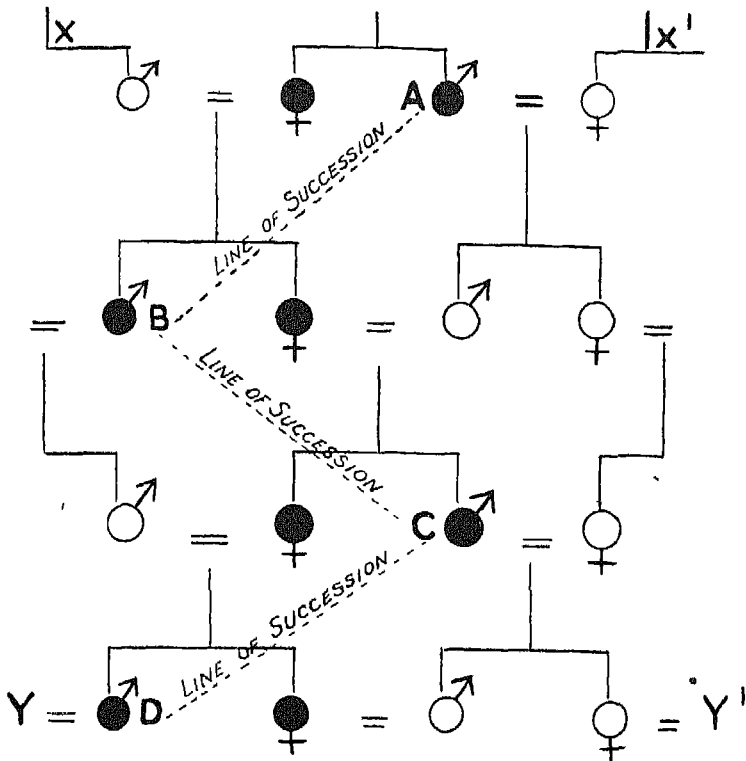 X
X'
A
LINE OF SUCCESSION
B
LINE OF SUCCESSION
C
LINE OF SUCCESSION
Y = D
= Y'